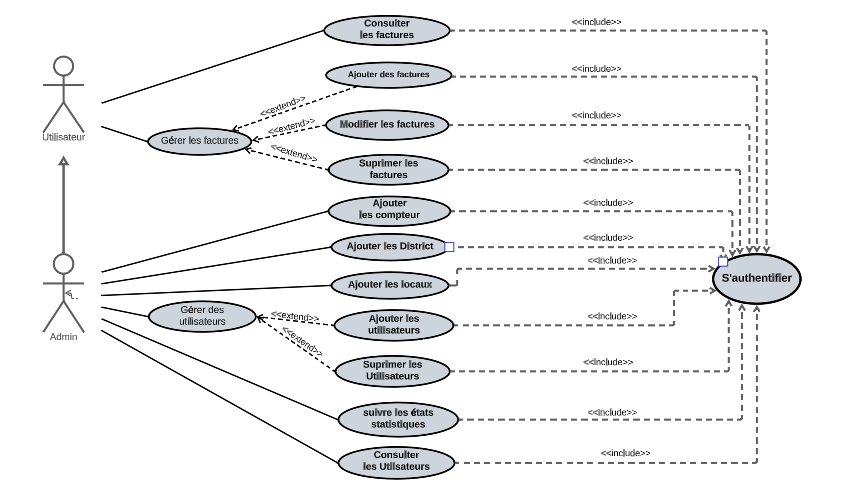 Consulter
les factures
<<include>>
Ajouter des factures
<<include>>
<<extend>>
Modifier les factures
<<include>>
<<extend>>
Utilisateur
Gérer les factures
<<extend>>
Suprimer les
factures
<<include>>
Ajouter
les compteur
<<include>>
Ajouter les District
<<include>>
<<include>>
Ajouter les locaux
S'authentifier
Gérer des
utilisateurs
<<extend>>
Ajouter les
utilisateurs
<<include>>
Admin
<<extend>>
Suprimer les
Utilisateurs
<<include>>
suivre les états
statistiques
<<include>>
Consulter
les Utilsateurs
<<include>>